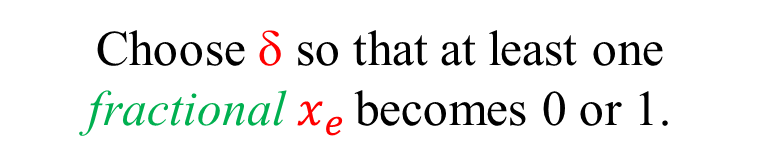 Choose δ so that at least one
fractional xₑ becomes 0 or 1.